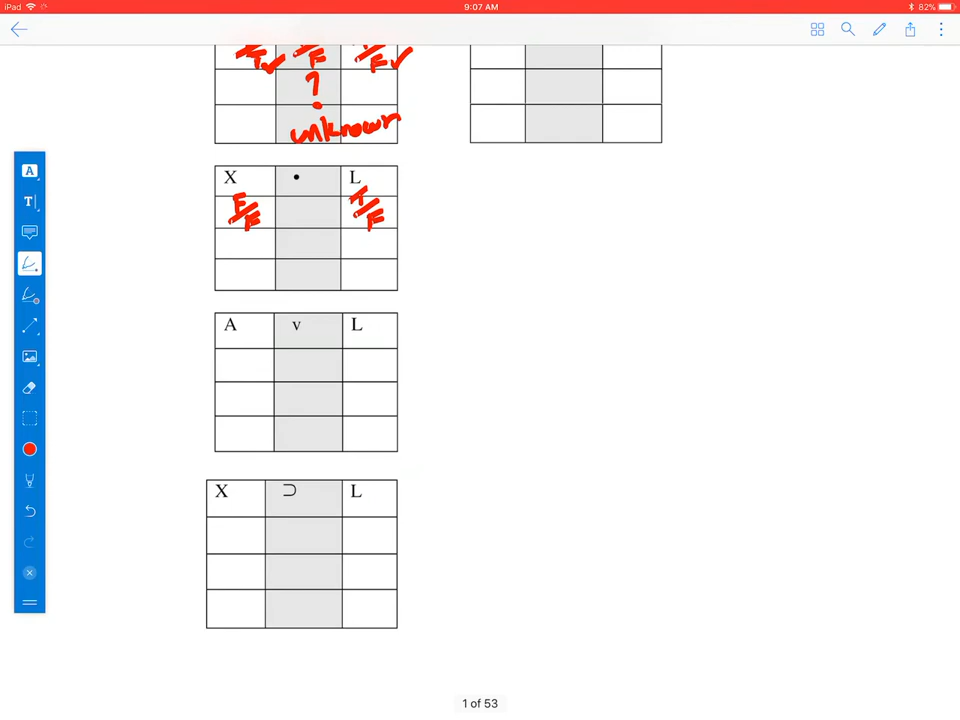 iPad 9:07 AM 82%
T F T
T F F
?
unknown
X • L
F T
F F
A v L
X ⊃ L
A
T
1 of 53